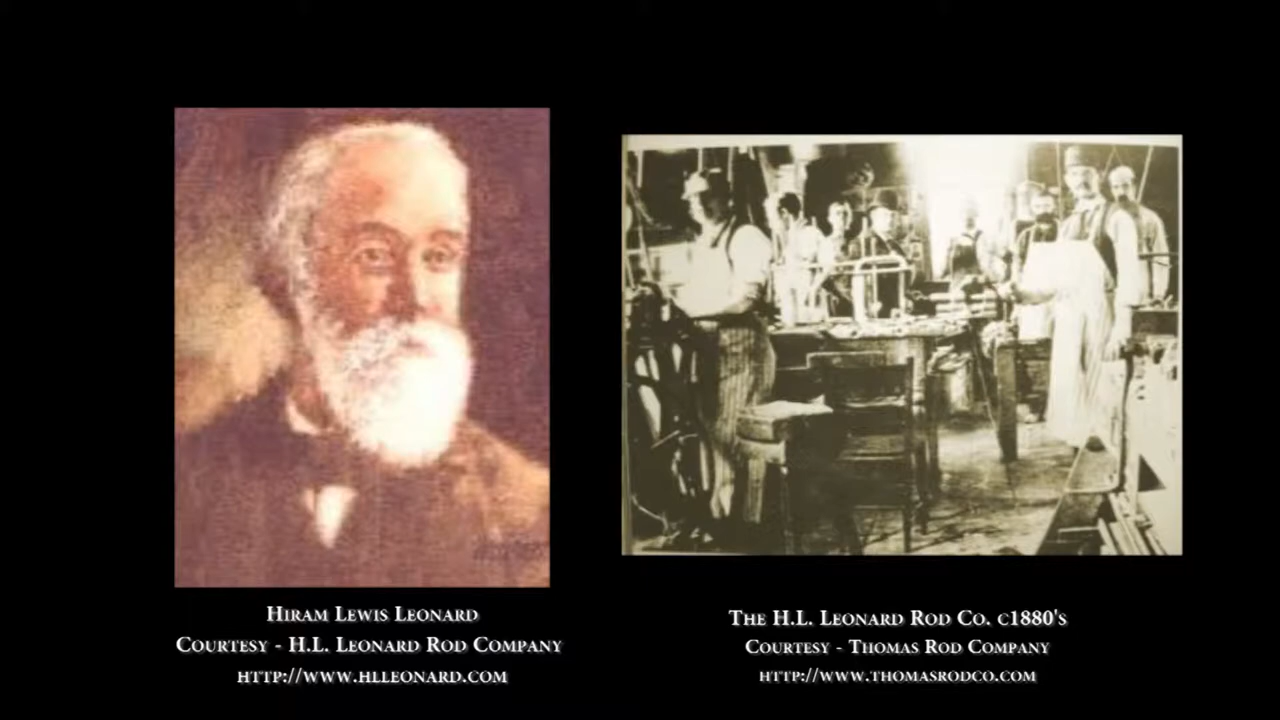 Hiram Lewis Leonard
Courtesy - H.L. Leonard Rod Company
http://www.hlleonard.com
The H.L. Leonard Rod Co. c1880's
Courtesy - Thomas Rod Company
http://www.thomasrodco.com